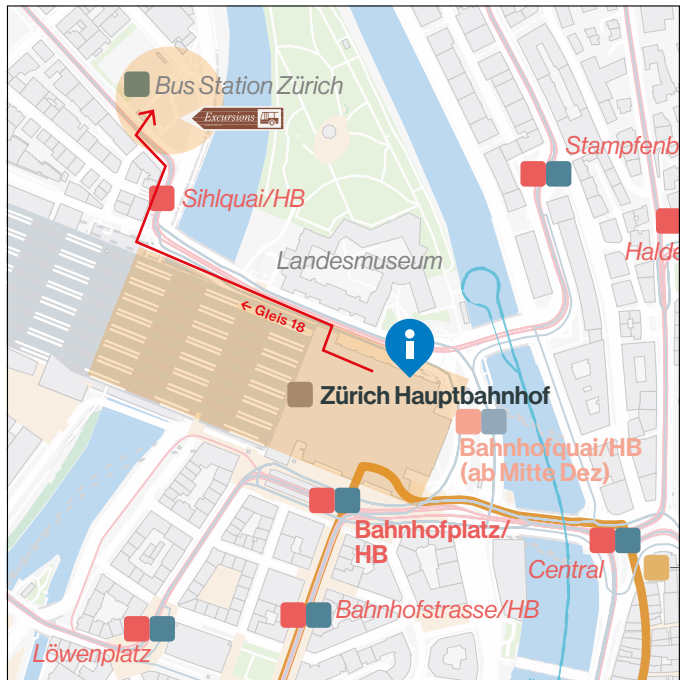 Bus Station Zürich
Excursions
Stampfenb
Sihlquai/HB
Halde
Landesmuseum
← Gleis 18
i
Zürich Hauptbahnhof
Bahnhofquai/HB
(ab Mitte Dez)
Bahnhofplatz/
HB
Central
Bahnhofstrasse/HB
Löwenplatz